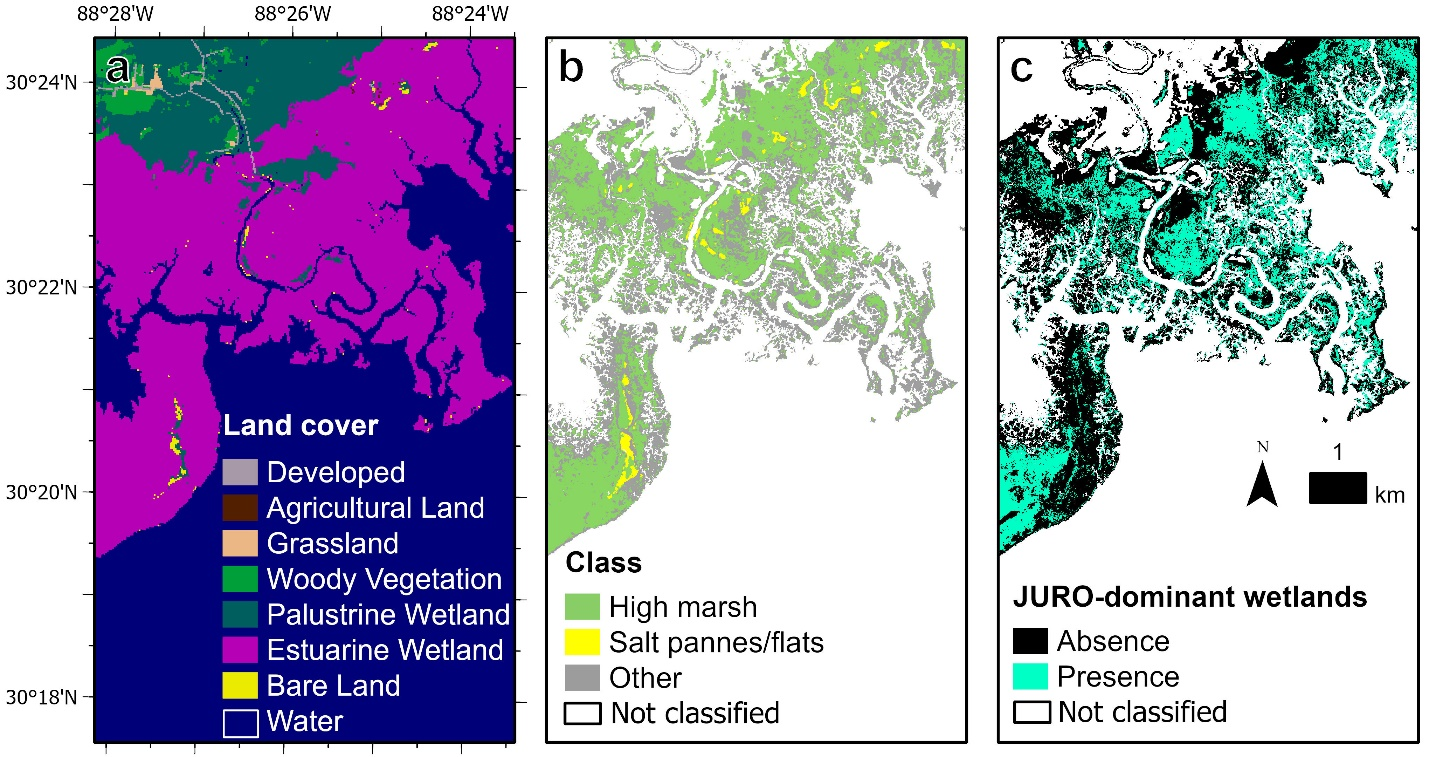 88°28'W 88°26'W 88°24'W
30°24'N
30°22'N
30°20'N
30°18'N
a
Land cover
Developed
Agricultural Land
Grassland
Woody Vegetation
Palustrine Wetland
Estuarine Wetland
Bare Land
Water
b
Class
High marsh
Salt pannes/flats
Other
Not classified
c
N
1
km
JURO-dominant wetlands
Absence
Presence
Not classified